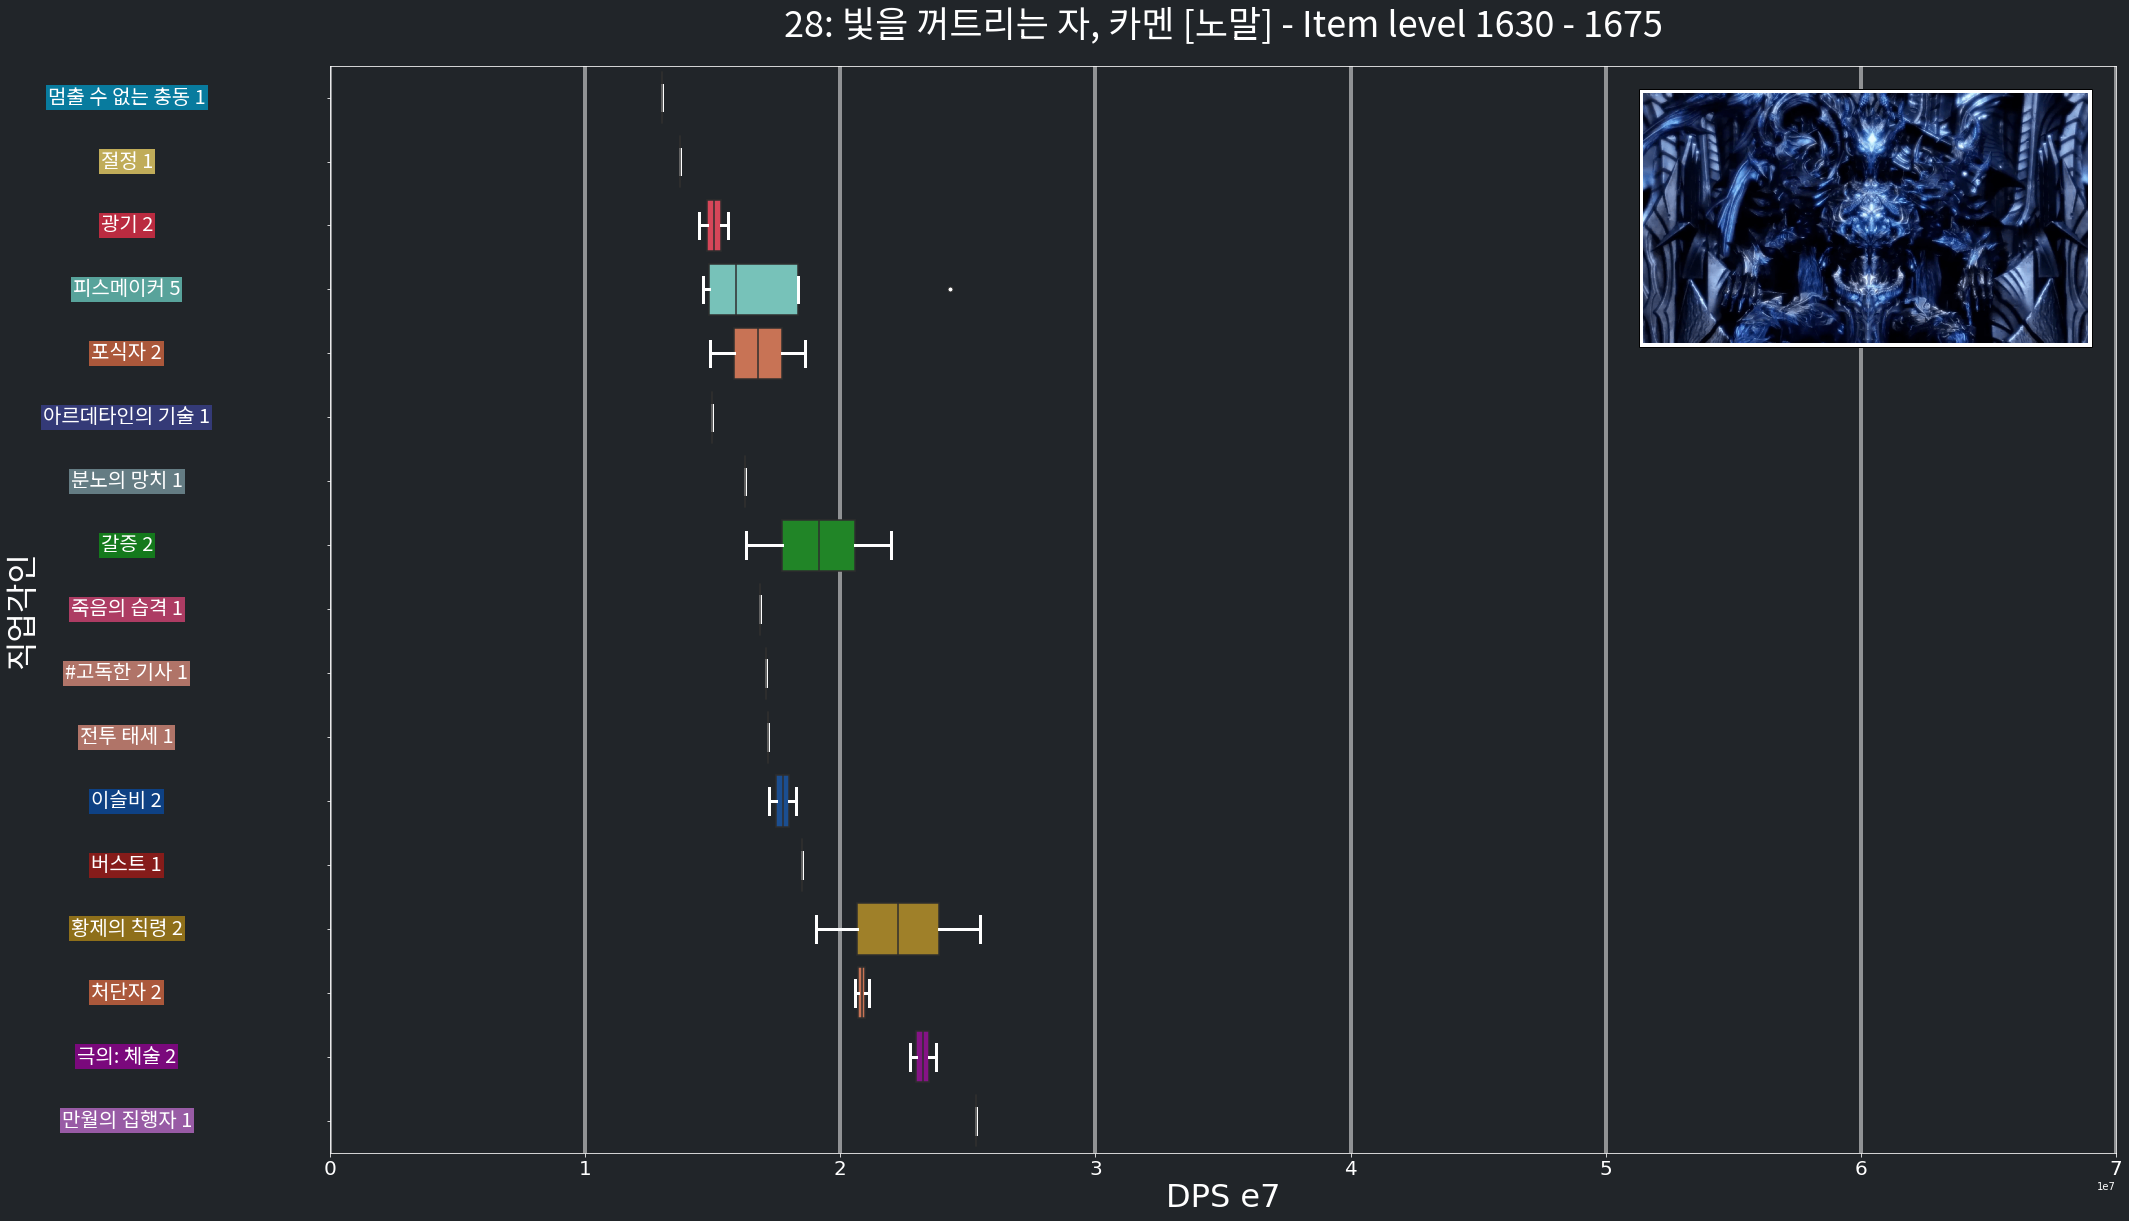 28: 빛을 꺼트리는 자, 카멘 [노말] - Item level 1630 - 1675
직업각인
멈출 수 없는 충동 1
절정 1
광기 2
피스메이커 5
포식자 2
아르데타인의 기술 1
분노의 망치 1
갈증 2
죽음의 습격 1
#고독한 기사 1
전투 태세 1
이슬비 2
버스트 1
황제의 칙령 2
처단자 2
극의: 체술 2
만월의 집행자 1
0 1 2 3 4 5 6 7
1e7
DPS e7